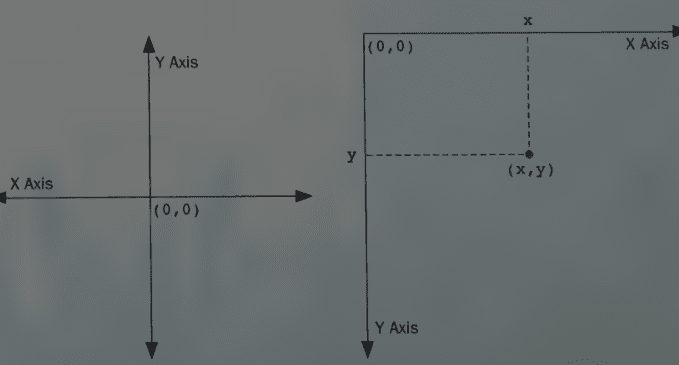 Y Axis
X Axis
(0,0)
x
(0,0)
X Axis
y
(x,y)
Y Axis